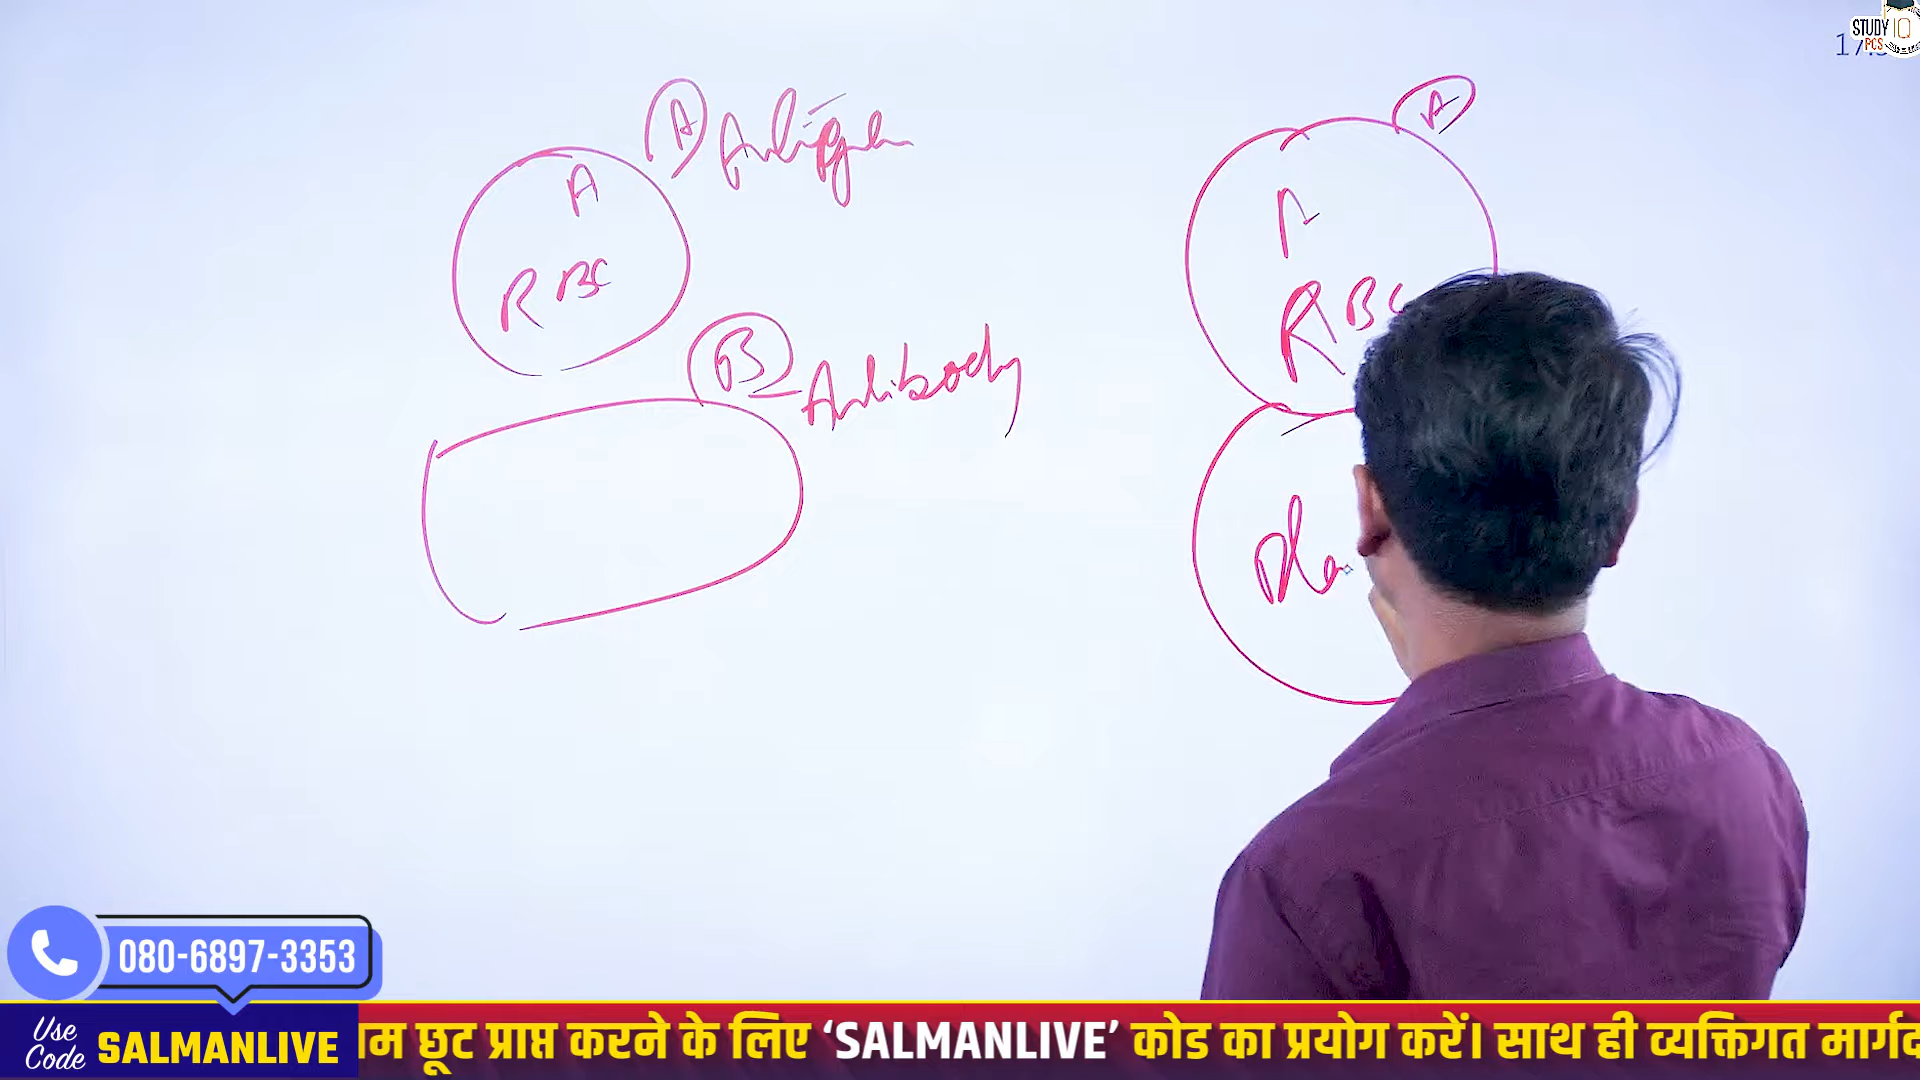 STUDY IQ
PCS
A Antigen
A
A
A
RBC
RBC
B Antibody
Pla
080-6897-3353
Use Code SALMANLIVE
छूट प्राप्त करने के लिए ‘SALMANLIVE’ कोड का प्रयोग करें। साथ ही व्यक्तिगत